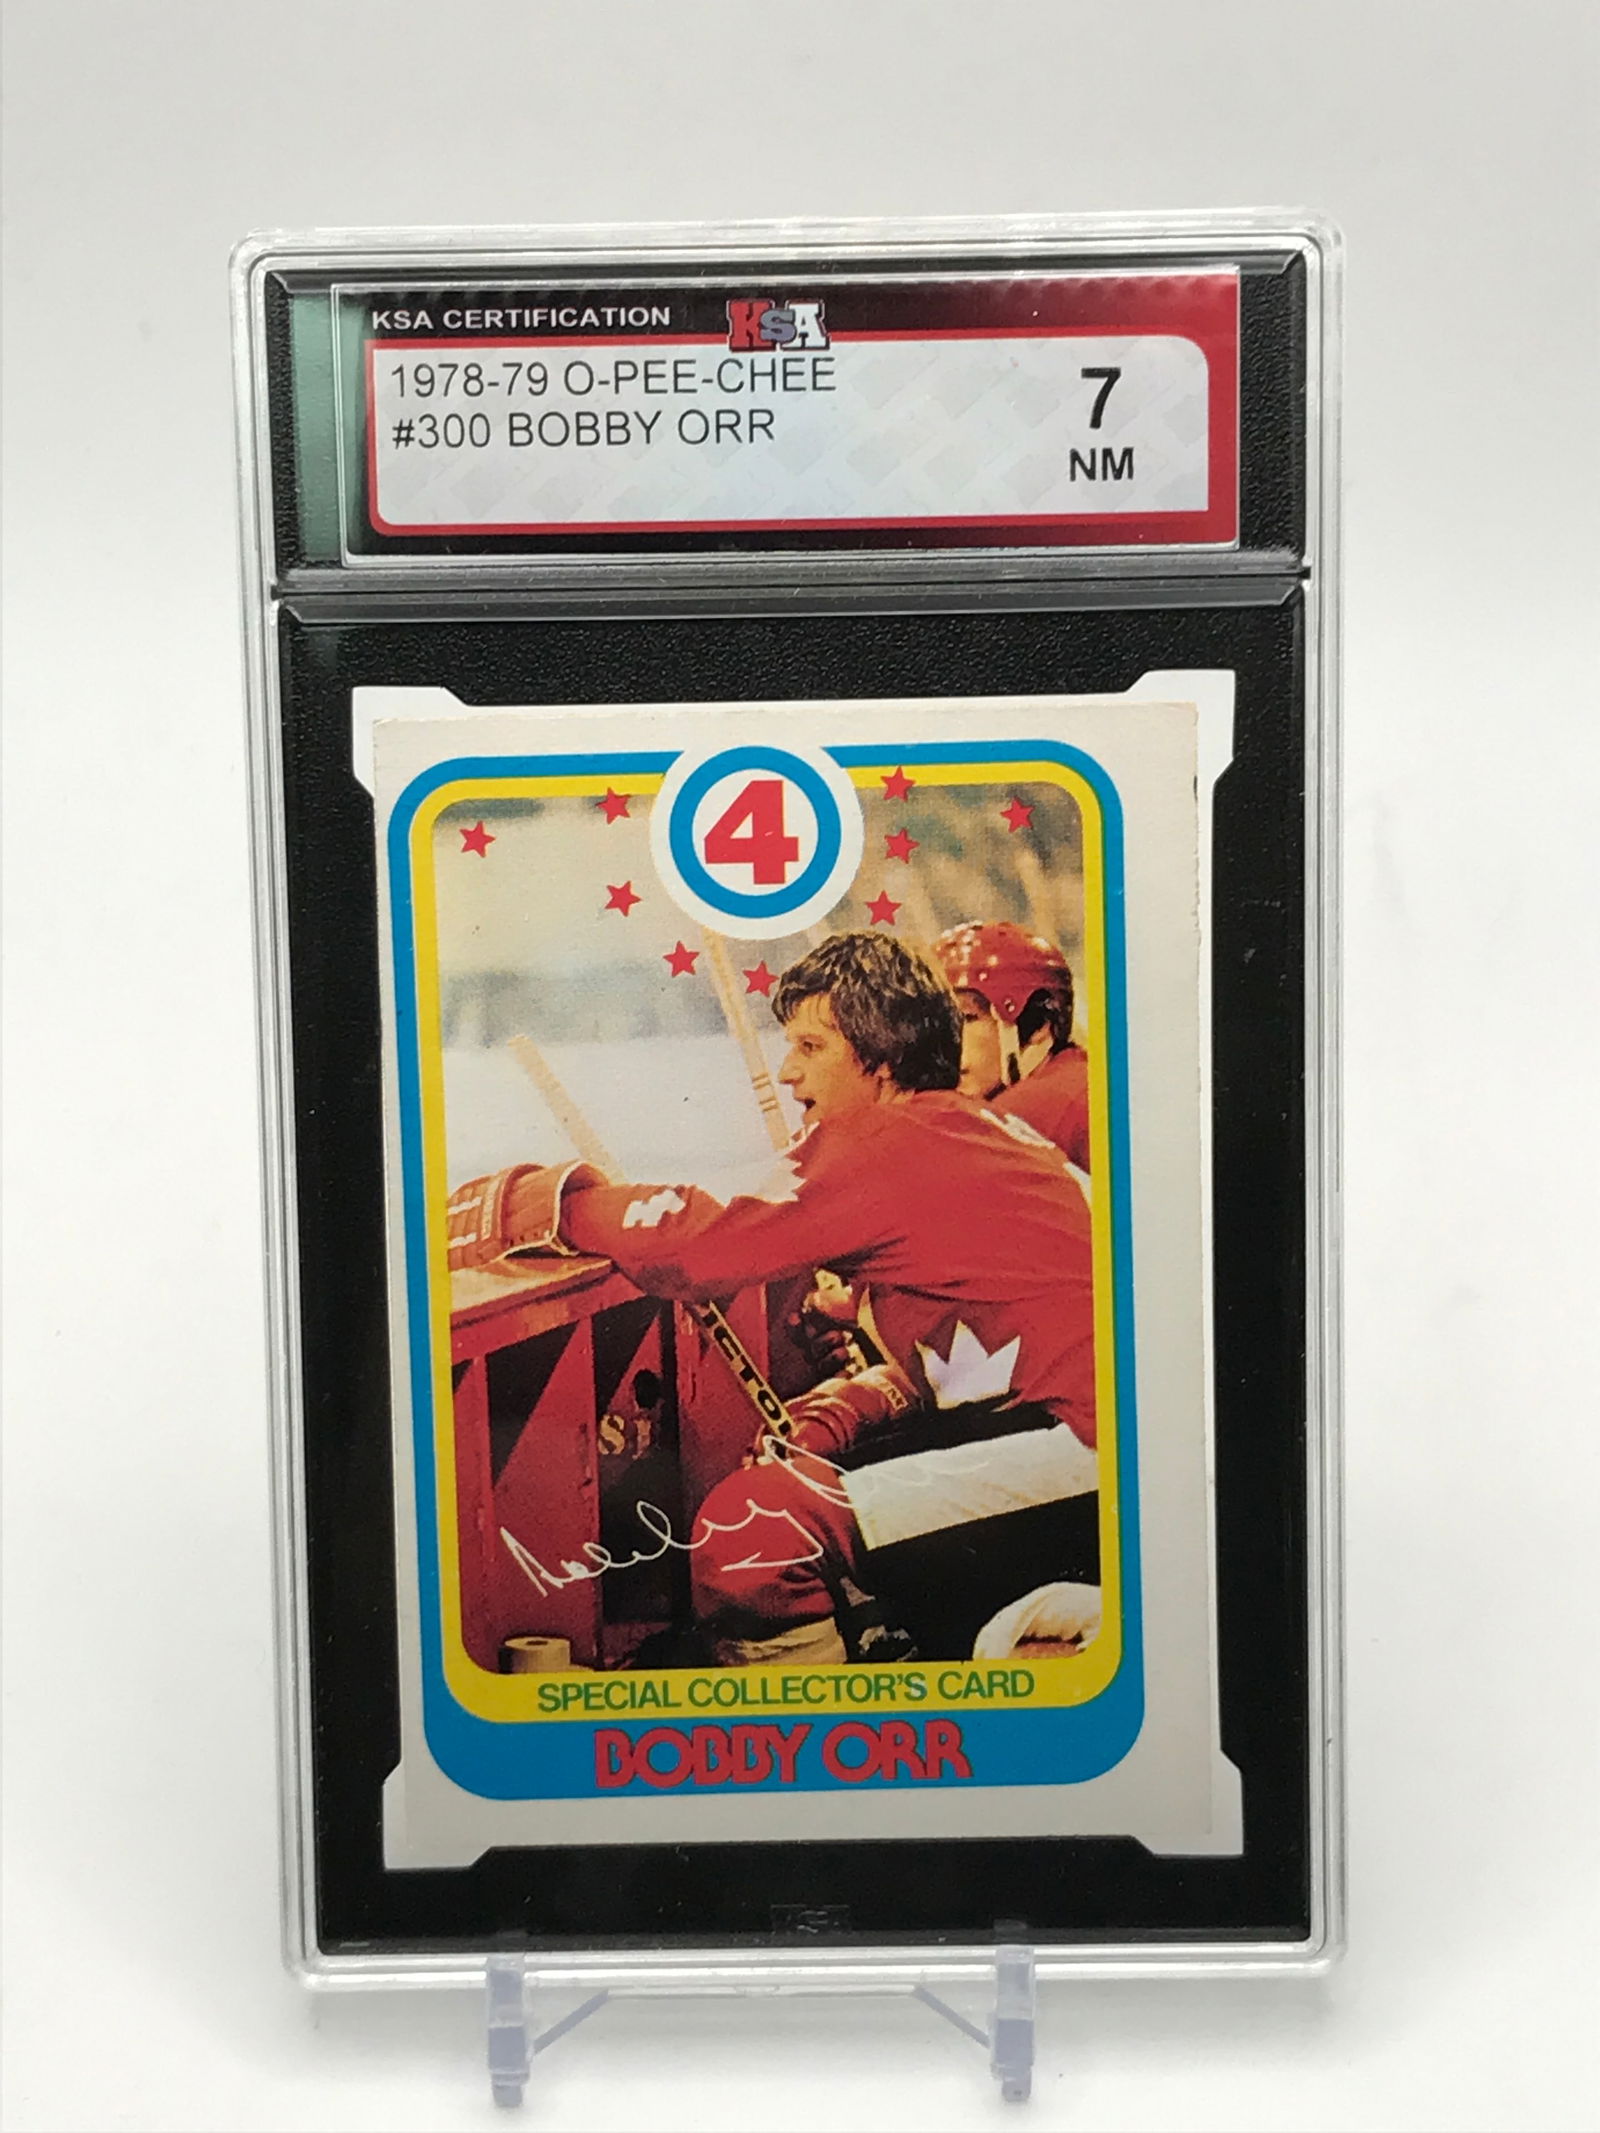 KSA CERTIFICATION KSA
1978-79 O-PEE-CHEE
#300 BOBBY ORR
7
NM
4
SPECIAL COLLECTOR'S CARD
BOBBY ORR